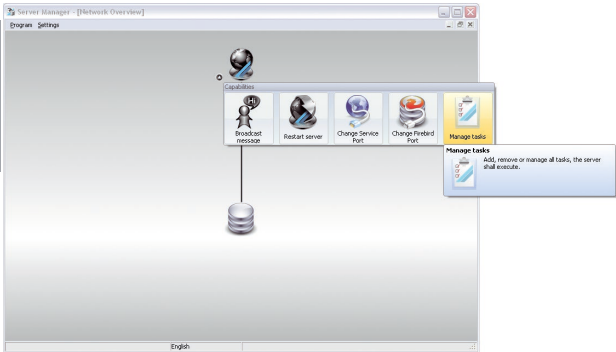 Server Manager - [Network Overview]
Program Settings
Capabilities
Hi
Broadcast message
Restart server
Change Service Port
Change Firebird Port
Manage tasks
Manage tasks
Add, remove or manage all tasks, the server
shall execute.
English